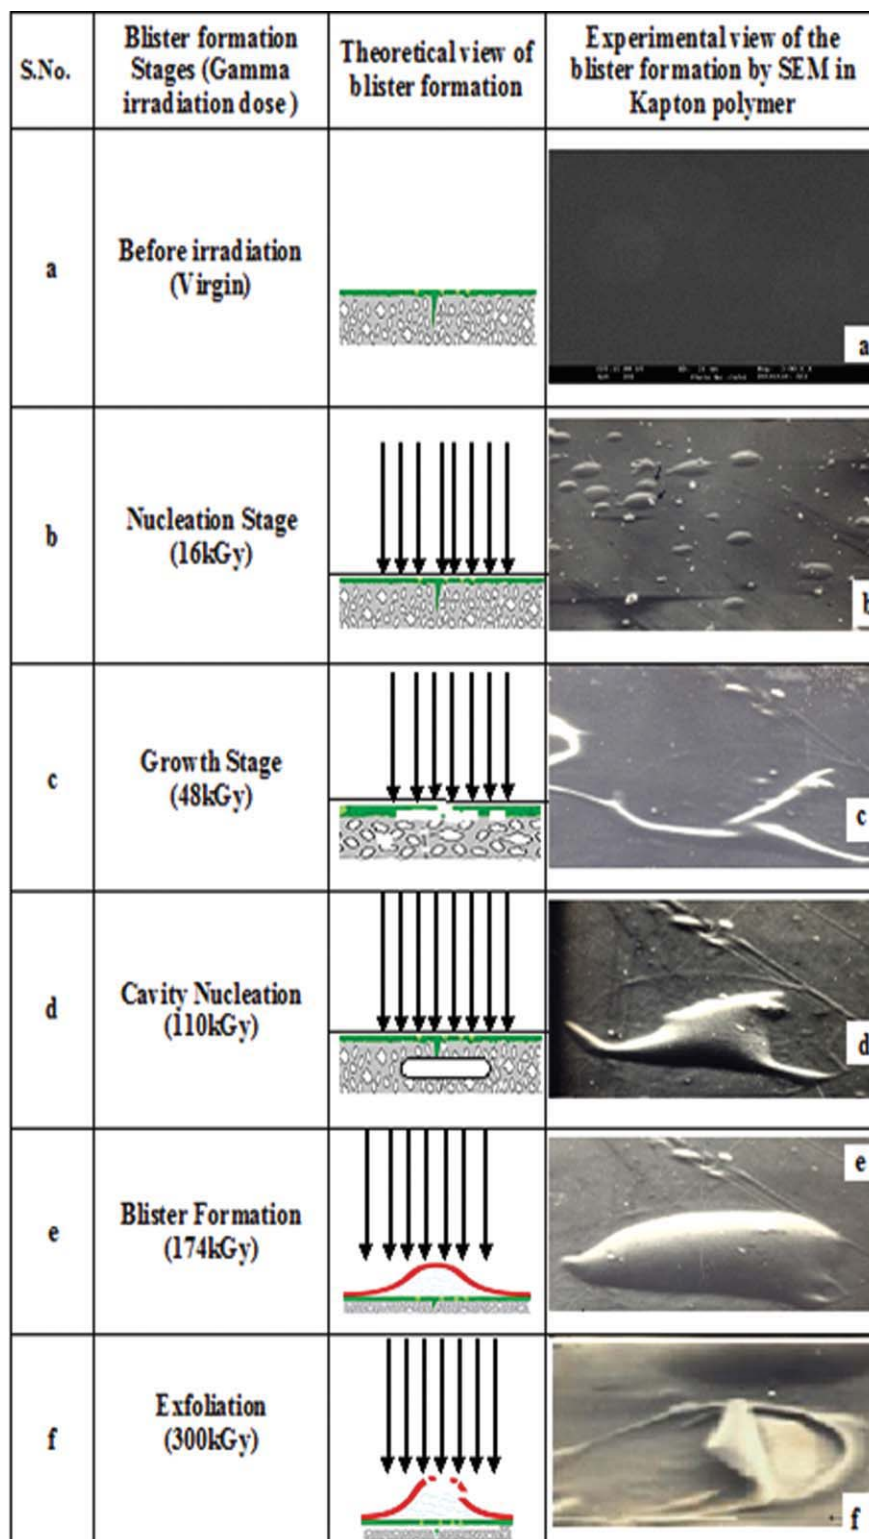 S.No.
Blister formation
Stages (Gamma
irradiation dose )
Theoretical view of
blister formation
Experimental view of the
blister formation by SEM in
Kapton polymer
a
Before irradiation
(Virgin)
a
b
Nucleation Stage
(16kGy)
b
c
Growth Stage
(48kGy)
c
d
Cavity Nucleation
(110kGy)
d
e
Blister Formation
(174kGy)
e
f
Exfoliation
(300kGy)
f